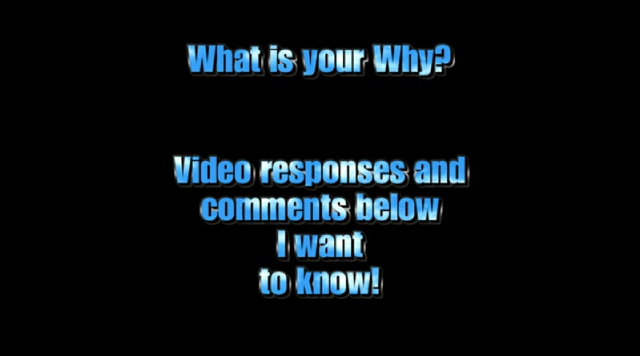 What is your Why?
Video responses and
comments below
I want
to know!